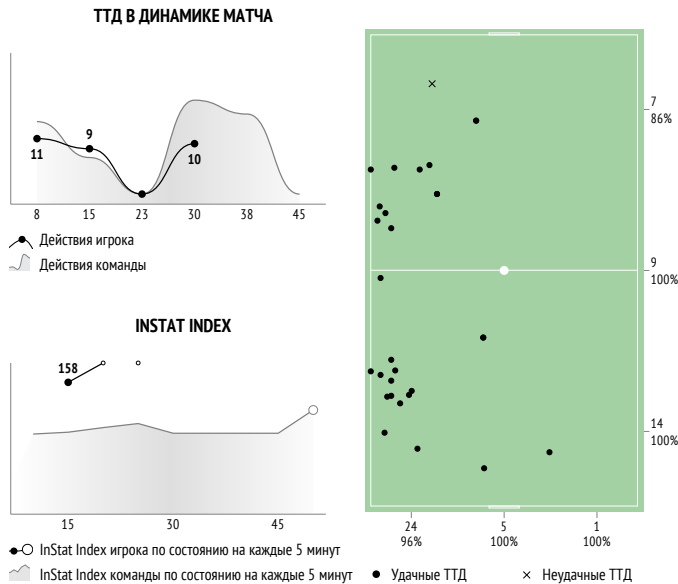 ТТД В ДИНАМИКЕ МАТЧА
11
9
10
8 15 23 30 38 45
Действия игрока
Действия команды
INSTAT INDEX
158
15 30 45
InStat Index игрока по состоянию на каждые 5 минут
InStat Index команды по состоянию на каждые 5 минут
7
86%
9
100%
14
100%
24 5 1
96% 100% 100%
Удачные ТТД
Неудачные ТТД